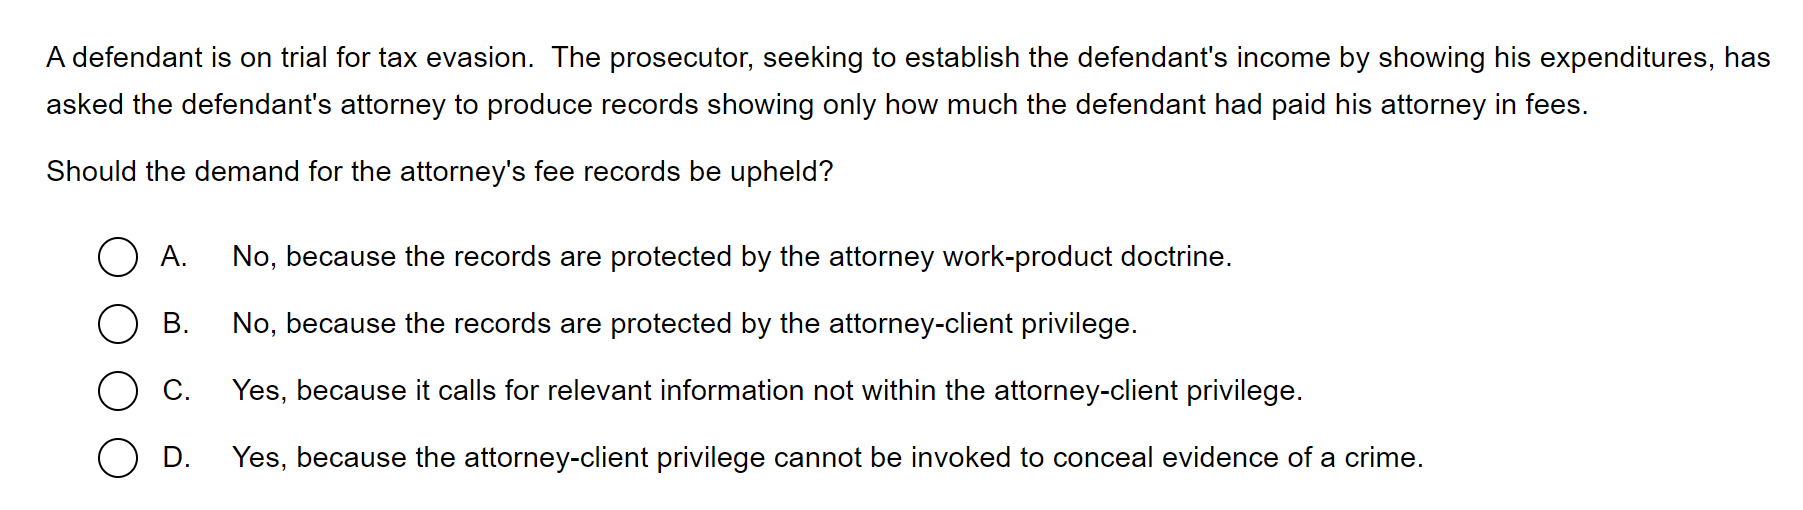 A defendant is on trial for tax evasion.  The prosecutor, seeking to establish the defendant's income by showing his expenditures, has
asked the defendant's attorney to produce records showing only how much the defendant had paid his attorney in fees.
Should the demand for the attorney's fee records be upheld?
A. No, because the records are protected by the attorney work-product doctrine.
B. No, because the records are protected by the attorney-client privilege.
C. Yes, because it calls for relevant information not within the attorney-client privilege.
D. Yes, because the attorney-client privilege cannot be invoked to conceal evidence of a crime.